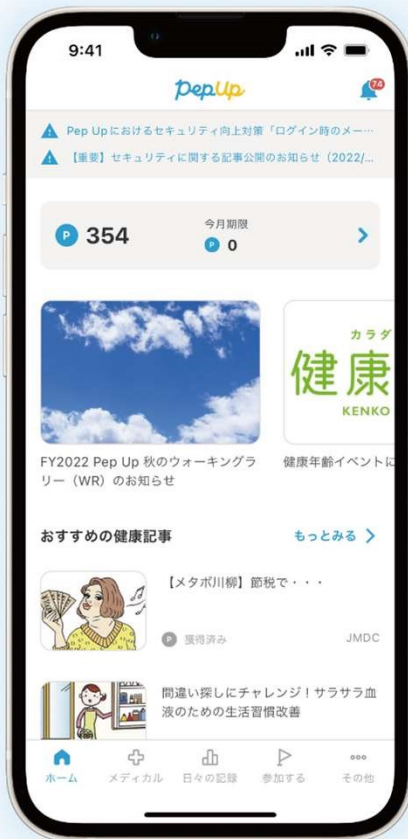 9:41
PepUp
74
Pep Upにおけるセキュリティ向上対策「ログイン時のメー…
【重要】セキュリティに関する記事公開のお知らせ（2022/…
P 354
今月期限
P 0
カラダ
健康
KENKO
FY2022 Pep Up 秋のウォーキングラ
リー（WR）のお知らせ
健康年齢イベントに
おすすめの健康記事
もっとみる
【メタボ川柳】節税で・・・
P 獲得済み
JMDC
間違い探しにチャレンジ！サラサラ血
液のための生活習慣改善
ホーム
メディカル
日々の記録
参加する
その他